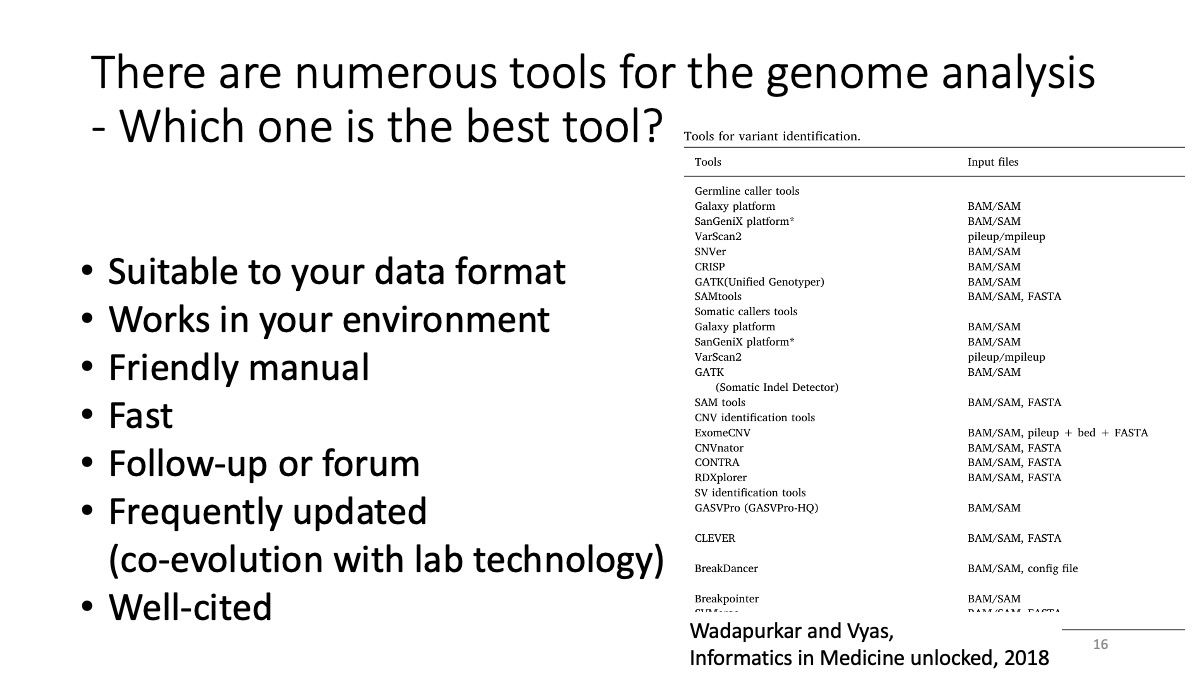 There are numerous tools for the genome analysis
- Which one is the best tool?
• Suitable to your data format
• Works in your environment
• Friendly manual
• Fast
• Follow-up or forum
• Frequently updated
(co-evolution with lab technology)
• Well-cited
Tools for variant identification.
Tools Input files
Germline caller tools
Galaxy platform BAM/SAM
SanGeniX platform* BAM/SAM
VarScan2 pileup/mpileup
SNVer BAM/SAM
CRISP BAM/SAM
GATK(Unified Genotyper) BAM/SAM
SAMtools BAM/SAM, FASTA
Somatic callers tools
Galaxy platform BAM/SAM
SanGeniX platform* BAM/SAM
VarScan2 pileup/mpileup
GATK BAM/SAM
(Somatic Indel Detector)
SAM tools BAM/SAM, FASTA
CNV identification tools
ExomeCNV BAM/SAM, pileup + bed + FASTA
CNVnator BAM/SAM, FASTA
CONTRA BAM/SAM, FASTA
RDXplorer BAM/SAM, FASTA
SV identification tools
GASVPro (GASVPro-HQ) BAM/SAM
CLEVER BAM/SAM, FASTA
BreakDancer BAM/SAM, config file
Breakpointer BAM/SAM
Wadapurkar and Vyas,
Informatics in Medicine unlocked, 2018
16